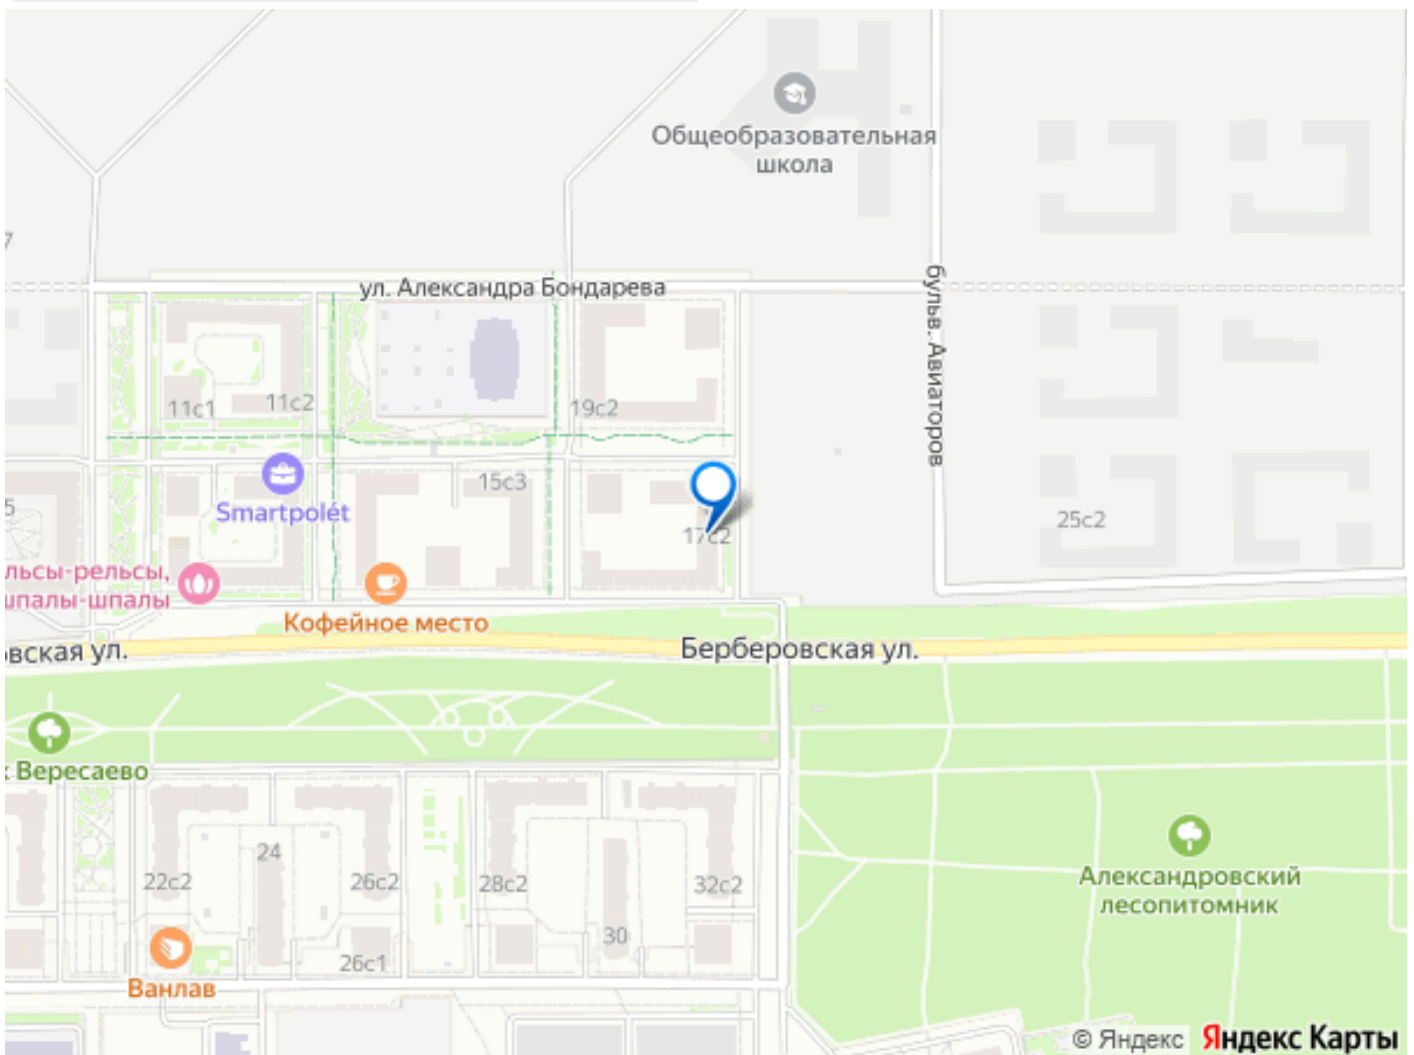 Общеобразовательная
школа
7
ул. Александра Бондарева
бульв. Авиаторов
11с1
11с2
19с2
15с3
5
Smartpolét
17с2
25с2
льсы-рельсы,
шпалы-шпалы
Кофейное место
вская ул.
Берберовская ул.
к Вересаево
24
22с2
26с2
28с2
32с2
Александровский
лесопитомник
30
26с1
Ванлав
© Яндекс Яндекс Карты